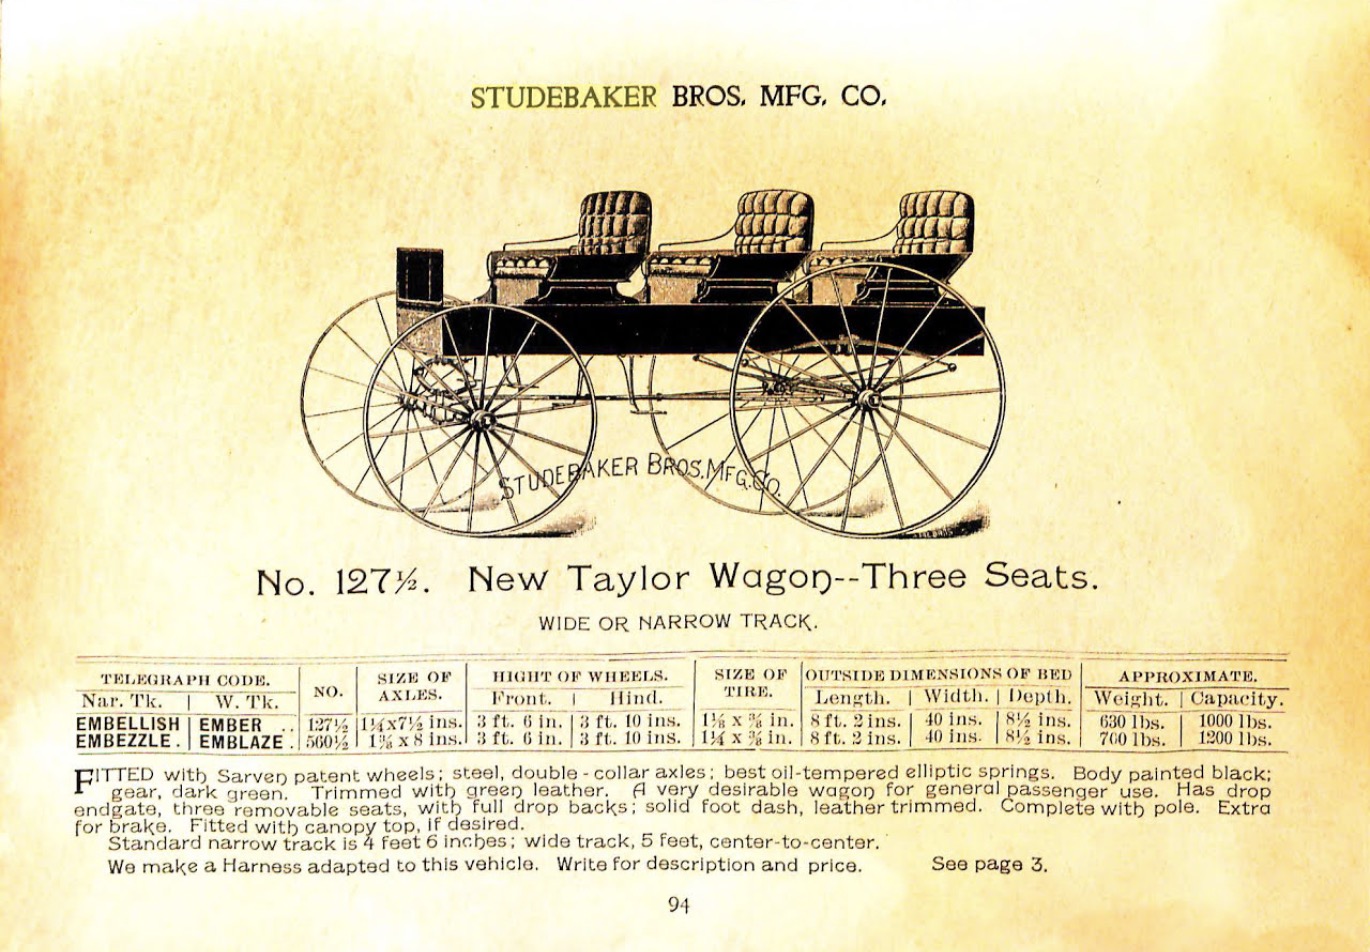 STUDEBAKER BROS. MFG. CO.
STUDEBAKER BROS. MFG. CO.
No. 127½. New Taylor Wagon--Three Seats.
WIDE OR NARROW TRACK.
TELEGRAPH CODE. | NO. | SIZE OF AXLES. | HIGHT OF WHEELS. | SIZE OF TIRE. | OUTSIDE DIMENSIONS OF BED | APPROXIMATE.
Nar. Tk. | W. Tk. | Front. | Hind. | Length. | Width. | Depth. | Weight. | Capacity.
EMBELLISH | EMBER .. | 127½ | 1¼x7½ ins. | 3 ft. 6 in. | 3 ft. 10 ins. | 1⅛ x ⅜ in. | 8 ft. 2 ins. | 40 ins. | 8½ ins. | 630 lbs. | 1000 lbs.
EMBEZZLE . | EMBLAZE . | 560½ | 1⅜ x 8 ins. | 3 ft. 6 in. | 3 ft. 10 ins. | 1¼ x ⅜ in. | 8 ft. 2 ins. | 40 ins. | 8½ ins. | 700 lbs. | 1200 lbs.
FITTED with Sarven patent wheels; steel, double-collar axles; best oil-tempered elliptic springs. Body painted black;
gear, dark green. Trimmed with green leather. A very desirable wagon for general passenger use. Has drop
endgate, three removable seats, with full drop backs; solid foot dash, leather trimmed. Complete with pole. Extra
for brake. Fitted with canopy top, if desired.
Standard narrow track is 4 feet 6 inches; wide track, 5 feet, center-to-center.
We make a Harness adapted to this vehicle. Write for description and price. See page 3.
94